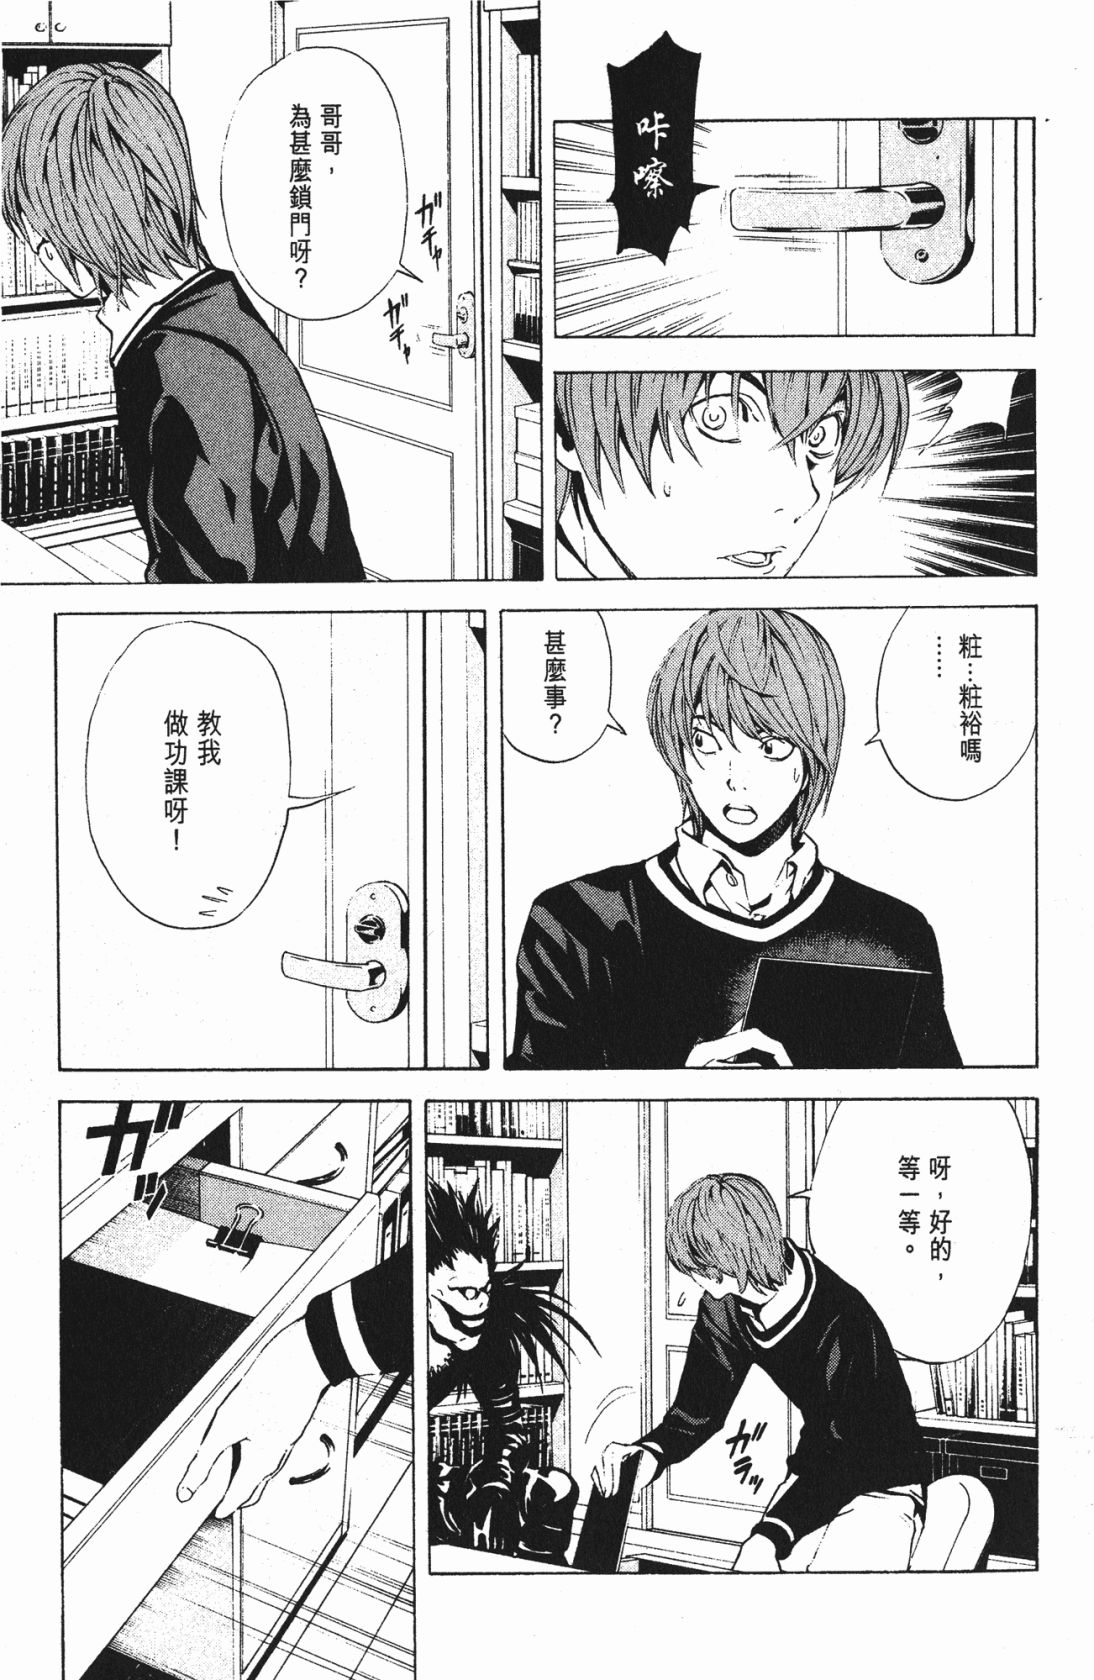 咔嚓
哥哥，
為甚麼鎖門呀？
ガチャ
ガチャ
粧…粧裕嗎
……
甚麼事？
教我
做功課呀！
呀，好的，
等一等。
ガラッ
ガッ